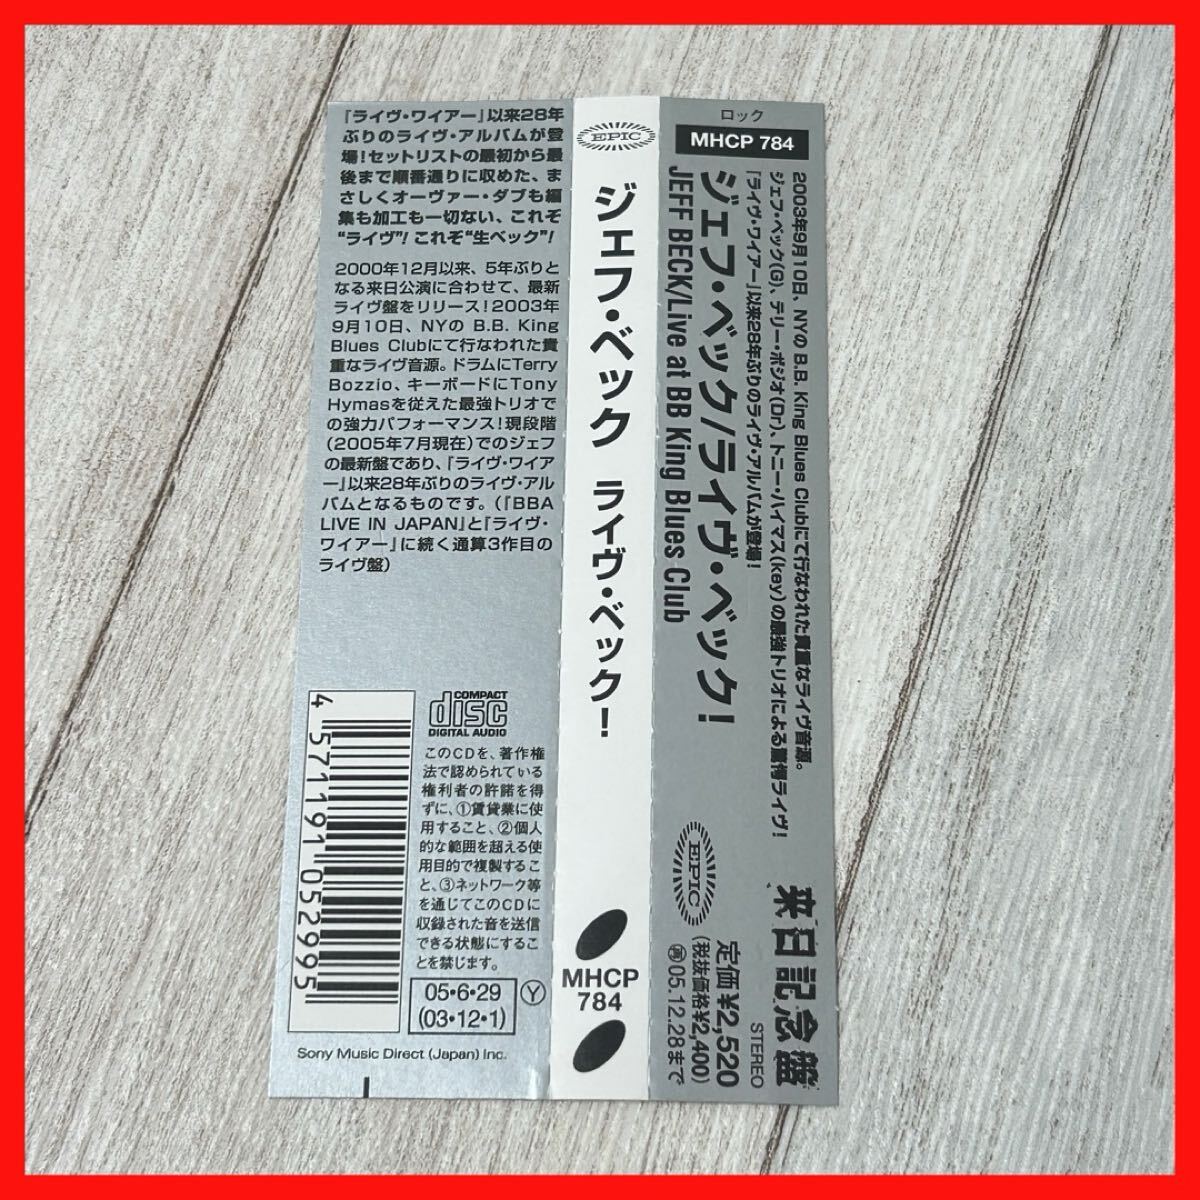 『ライヴ・ワイアー』以来28年
ぶりのライヴ・アルバムが登
場!セットリストの最初から最
後まで順番通りに収めた、ま
さしくオーヴァー・ダブも編
集も加工も一切ない、これぞ
“ライヴ”! これぞ“生ベック”!
2000年12月以来、5年ぶりと
なる来日公演に合わせて、最新
ライヴ盤をリリース!2003年
9月10日、NYの B.B. King
Blues Clubにて行なわれた貴
重なライヴ音源。ドラムにTerry
Bozzio、キーボードにTony
Hymasを従えた最強トリオで
の強力パフォーマンス!現段階
(2005年7月現在)でのジェフ
の最新盤であり、『ライヴ・ワイア
ー』以来28年ぶりのライヴ・アル
バムとなるものです。(『BBA
LIVE IN JAPAN』と『ライヴ・
ワイアー』に続く通算3作目の
ライヴ盤)
4 571191 052995
COMPACT
disc
DIGITAL AUDIO
このCDを、著作権
法で認められている
権利者の許諾を得
ずに、①賃貸業に使
用すること、②個人
的な範囲を超える使
用目的で複製するこ
と、③ネットワーク等
を通じてこのCDに
収録された音を送信
できる状態にするこ
とを禁じます。
05・6・29
(03・12・1)
Y
Sony Music Direct (Japan) Inc.
EPIC
ジェフ・ベック ライヴ・ベック!
MHCP
784
ロック
MHCP 784
2003年9月10日、NYの B.B. King Blues Clubにて行なわれた貴重なライヴ音源。
ジェフ・ベック(G)、テリー・ボジオ(Dr)、トニー・ハイマス(key)の最強トリオによる驚愕ライヴ!
『ライヴ・ワイアー』以来28年ぶりのライヴ・アルバムが登場!
ジェフ・ベック/ライヴ・ベック!
JEFF BECK/Live at BB King Blues Club
EPIC
来日記念盤
STEREO
定価¥2,520
(税抜価格¥2,400)
再05.12.28まで